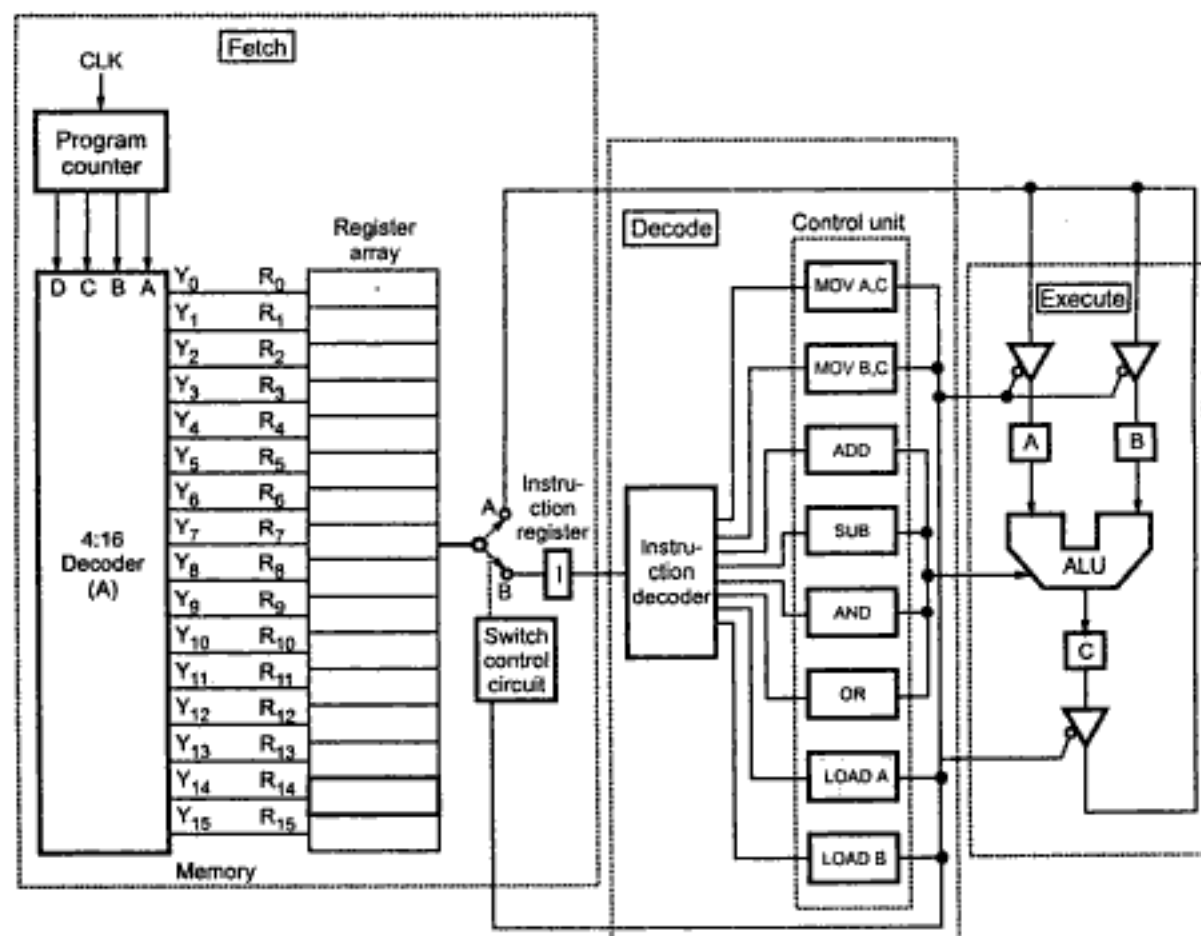 Fetch
CLK
Program
counter
Register
array
D C B A
4:16
Decoder
(A)
Y0 R0
Y1 R1
Y2 R2
Y3 R3
Y4 R4
Y5 R5
Y6 R6
Y7 R7
Y8 R8
Y9 R9
Y10 R10
Y11 R11
Y12 R12
Y13 R13
Y14 R14
Y15 R15
Memory
A
B
Instru-
ction
register
I
Switch
control
circuit
Decode
Control unit
Instru-
ction
decoder
MOV A,C
MOV B,C
ADD
SUB
AND
OR
LOAD A
LOAD B
Execute
A
B
ALU
C